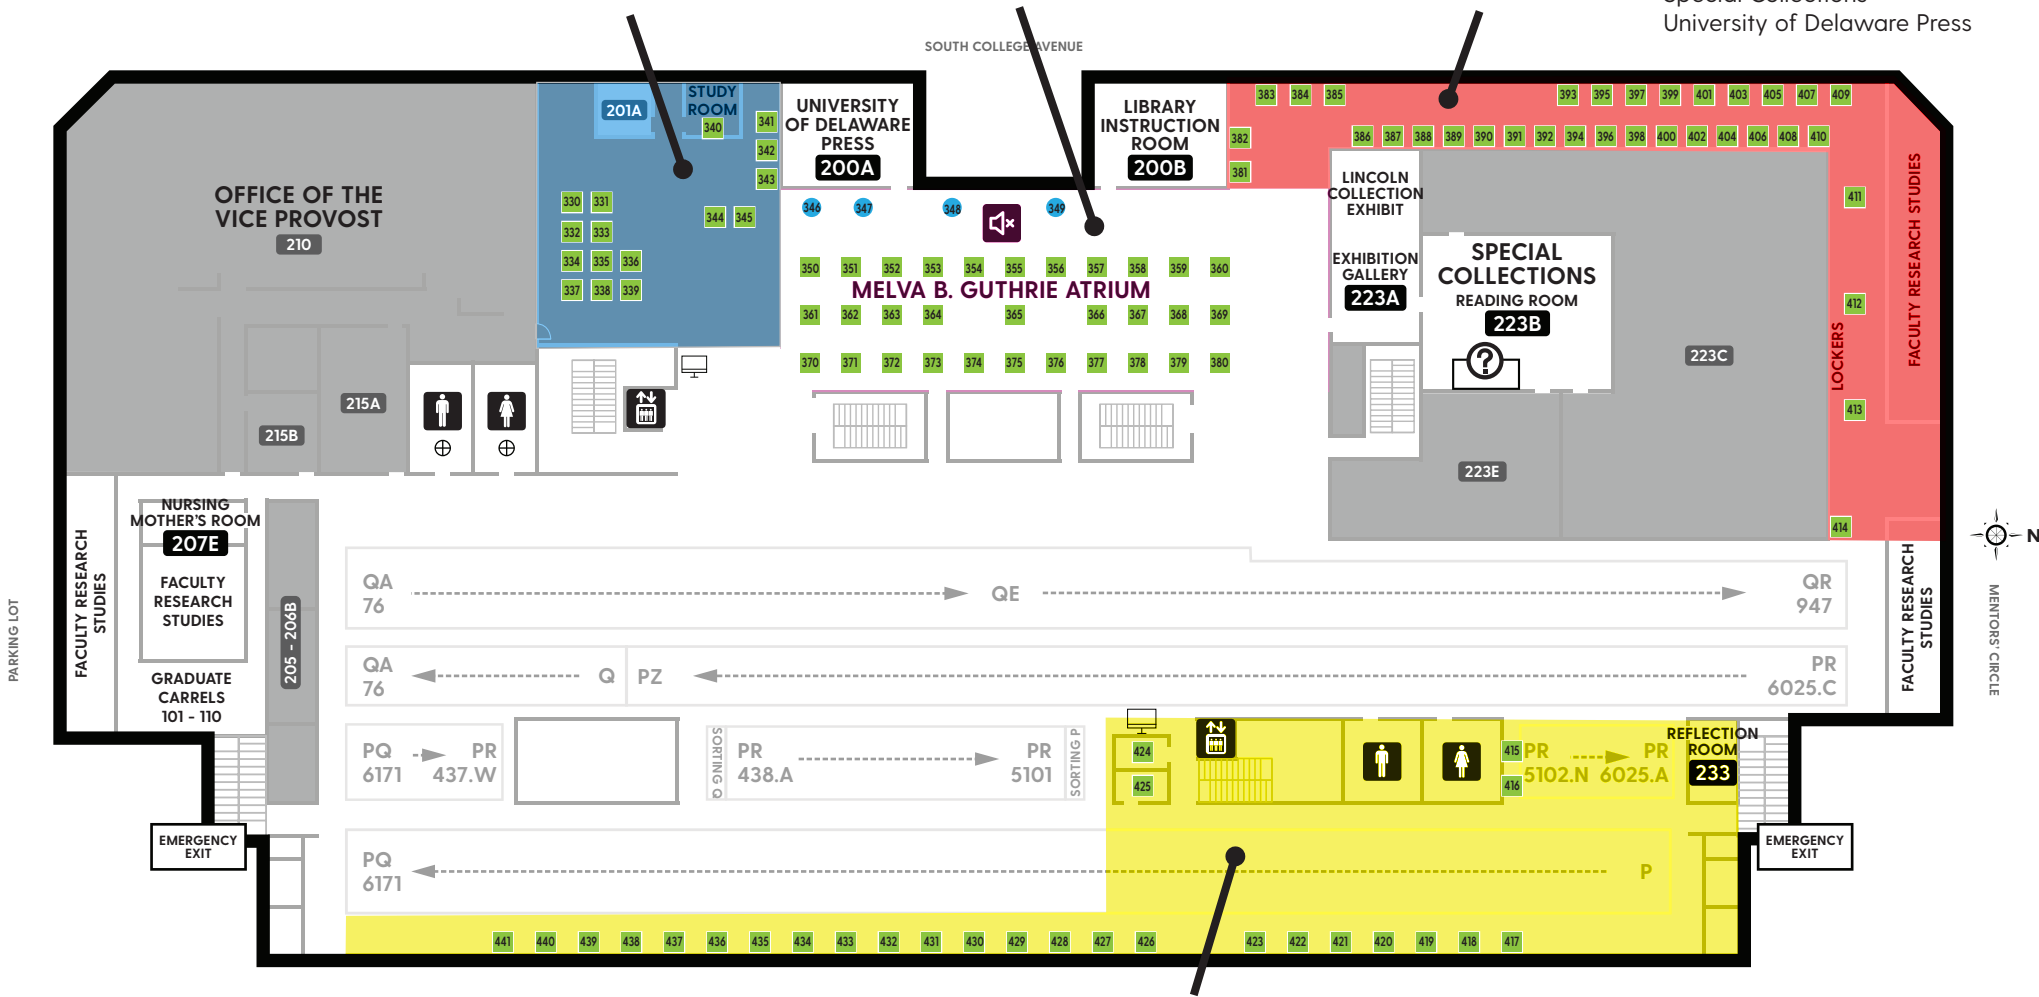 University of Delaware Press
SOUTH COLLEGE AVENUE
OFFICE OF THE
VICE PROVOST
210
201A
STUDY
ROOM
340
341
342
343
330 331
332 333
334 335 336
337 338 339
344 345
UNIVERSITY
OF DELAWARE
PRESS
200A
LIBRARY
INSTRUCTION
ROOM
200B
346 347 348 349
350 351 352 353 354 355 356 357 358 359 360
MELVA B. GUTHRIE ATRIUM
361 362 363 364 365 366 367 368 369
370 371 372 373 374 375 376 377 378 379 380
383 384 385
393 395 397 399 401 403 405 407 409
382
386 387 388 389 390 391 392 394 396 398 400 402 404 406 408 410
381
LINCOLN
COLLECTION
EXHIBIT
EXHIBITION
GALLERY
223A
SPECIAL
COLLECTIONS
READING ROOM
223B
?
223C
223E
411
412
413
414
LOCKERS
FACULTY RESEARCH STUDIES
215A
215B
NURSING
MOTHER'S ROOM
207E
FACULTY
RESEARCH
STUDIES
GRADUATE
CARRELS
101 - 110
FACULTY RESEARCH
STUDIES
205 - 206B
PARKING LOT
N
MENTORS' CIRCLE
FACULTY RESEARCH
STUDIES
QA
76
QE
QR
947
QA
76
Q
PZ
PR
6025.C
PQ
6171
PR
437.W
SORTING Q
PR
438.A
PR
5101
SORTING P
424
425
415
416
PR
5102.N
PR
6025.A
REFLECTION
ROOM
233
EMERGENCY
EXIT
EMERGENCY
EXIT
PQ
6171
P
441 440 439 438 437 436 435 434 433 432 431 430 429 428 427 426 423 422 421 420 419 418 417